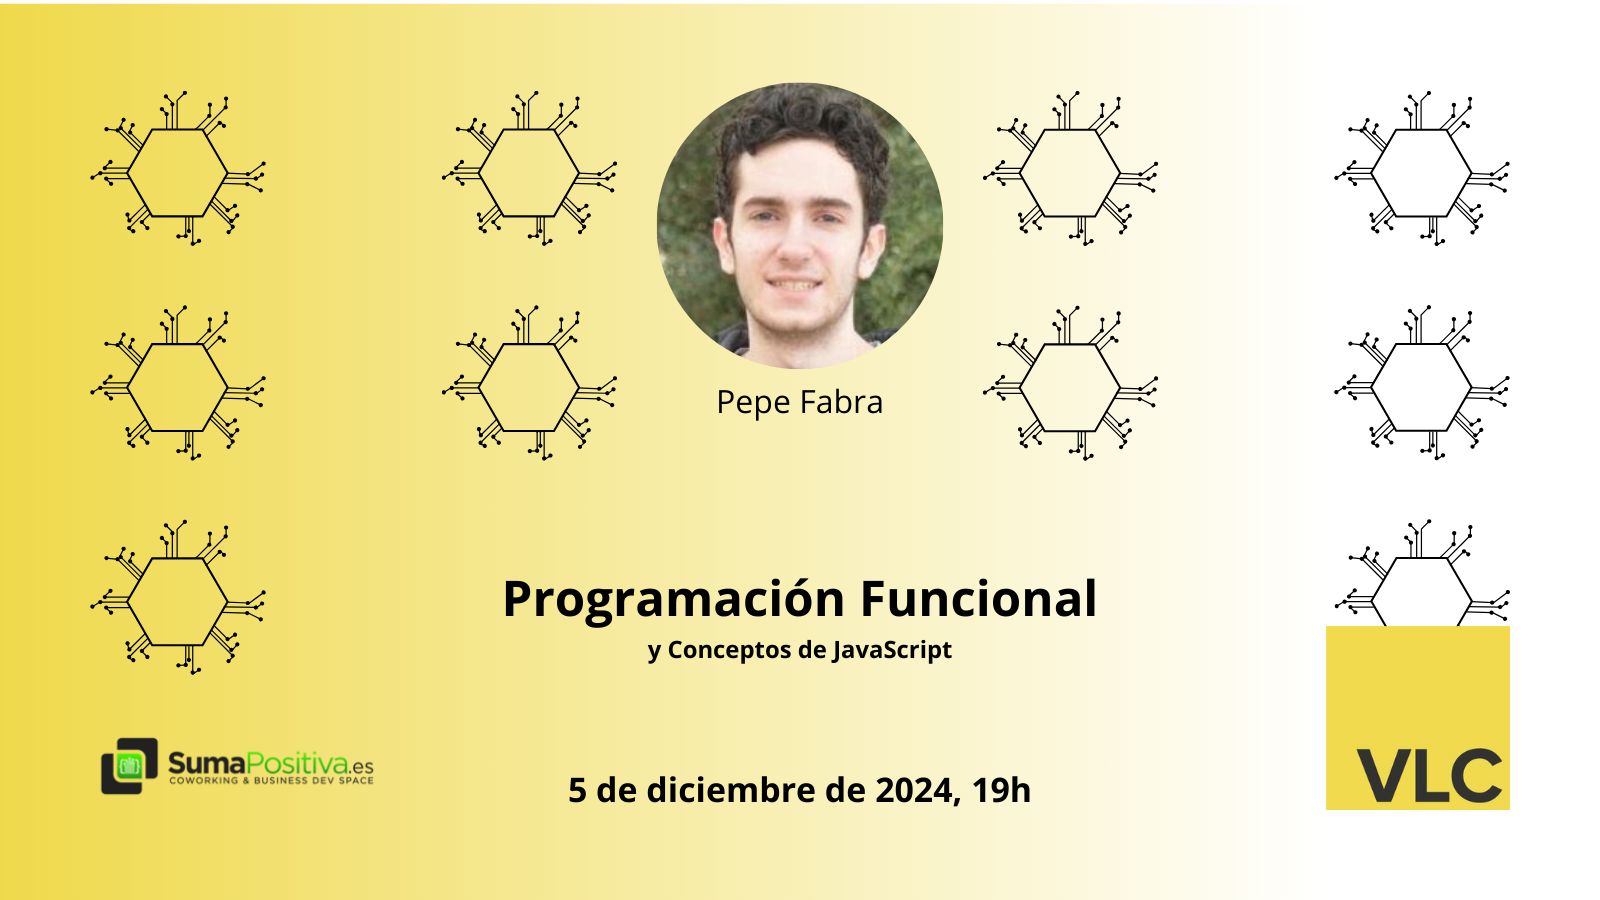 Pepe Fabra
Programación Funcional
y Conceptos de JavaScript
SumaPositiva.es
COWORKING & BUSINESS DEV SPACE
5 de diciembre de 2024, 19h
VLC